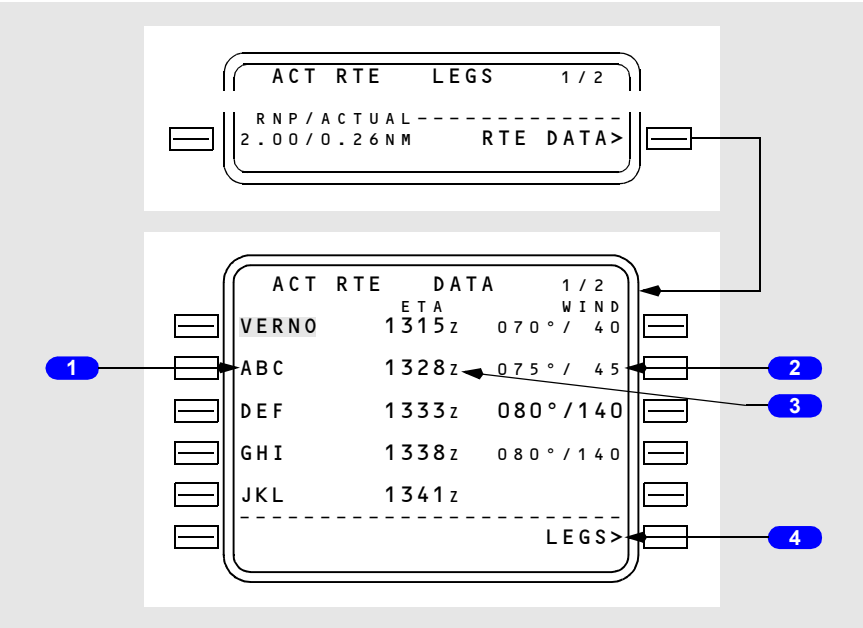 ACT RTE LEGS 1/2
RNP/ACTUAL-------------
2.00/0.26NM RTE DATA>
ACT RTE DATA 1/2
ETA WIND
VERNO 1315z 070°/ 40
1 ABC 1328z 075°/ 45 2
3
DEF 1333z 080°/140
GHI 1338z 080°/140
JKL 1341z
------------------------
LEGS> 4